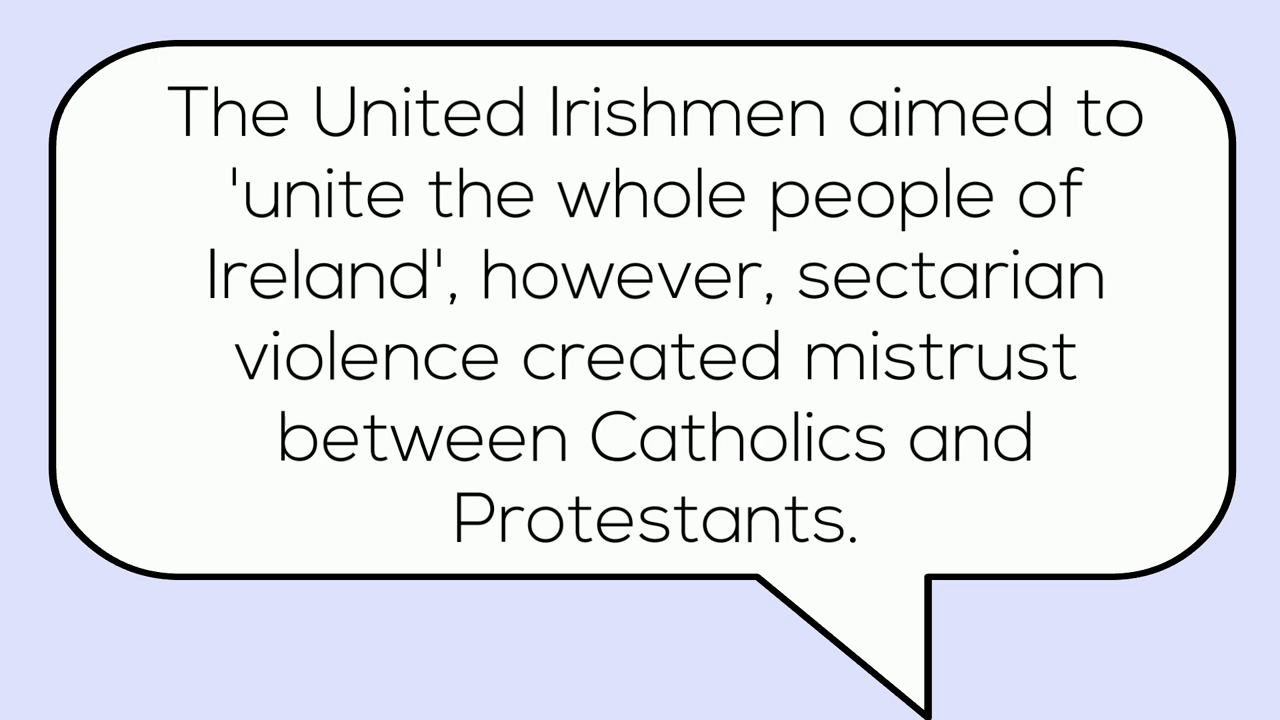 The United Irishmen aimed to
'unite the whole people of
Ireland', however, sectarian
violence created mistrust
between Catholics and
Protestants.